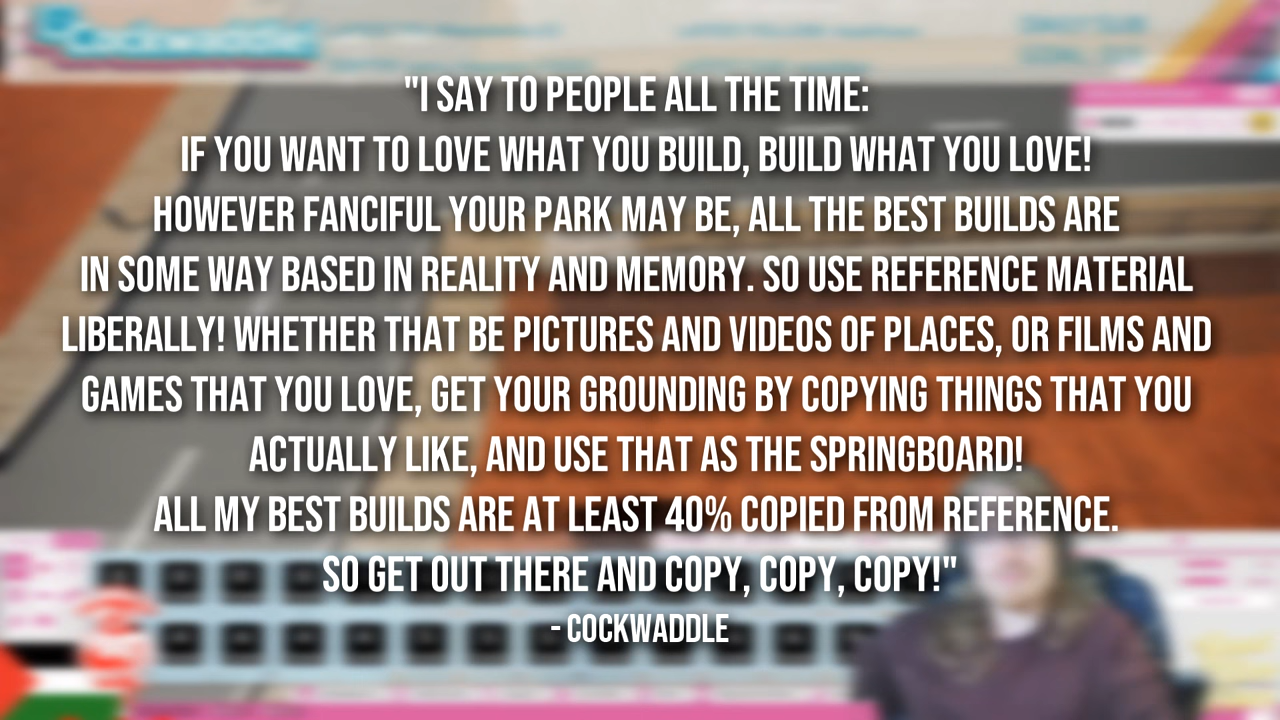 Cockwaddle
"I SAY TO PEOPLE ALL THE TIME:
IF YOU WANT TO LOVE WHAT YOU BUILD, BUILD WHAT YOU LOVE!
HOWEVER FANCIFUL YOUR PARK MAY BE, ALL THE BEST BUILDS ARE
IN SOME WAY BASED IN REALITY AND MEMORY. SO USE REFERENCE MATERIAL
LIBERALLY! WHETHER THAT BE PICTURES AND VIDEOS OF PLACES, OR FILMS AND
GAMES THAT YOU LOVE, GET YOUR GROUNDING BY COPYING THINGS THAT YOU
ACTUALLY LIKE, AND USE THAT AS THE SPRINGBOARD!
ALL MY BEST BUILDS ARE AT LEAST 40% COPIED FROM REFERENCE.
SO GET OUT THERE AND COPY, COPY, COPY!"
- COCKWADDLE